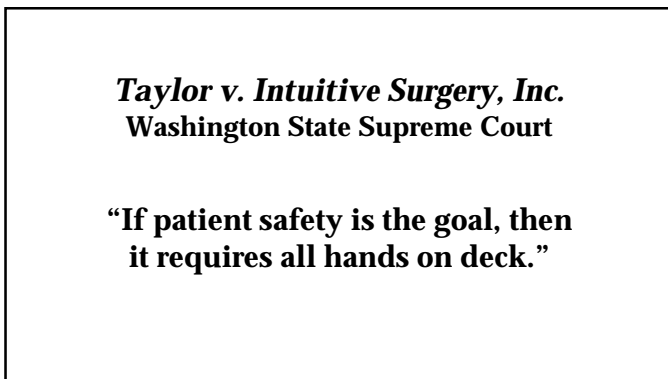 Taylor v. Intuitive Surgery, Inc.
Washington State Supreme Court
“If patient safety is the goal, then
it requires all hands on deck.”